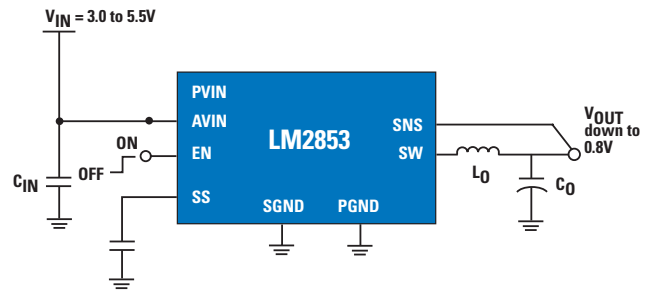 VIN = 3.0 to 5.5V
PVIN
AVIN
ON
OFF
EN
CIN
SS
LM2853
SGND
PGND
SNS
SW
LO
CO
VOUT
down to
0.8V